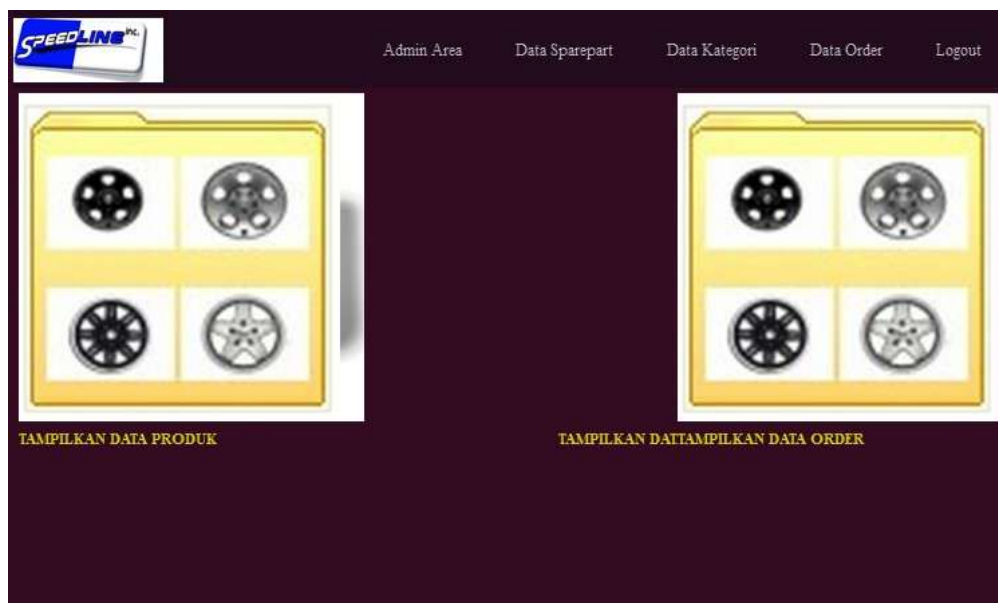 SPEEDLINE inc.
Admin Area Data Sparepart Data Kategori Data Order Logout
TAMPILKAN DATA PRODUK TAMPILKAN DATTAMPILKAN DATA ORDER